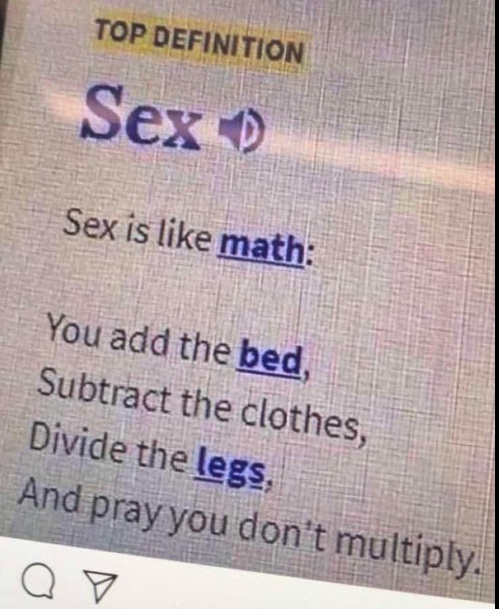 TOP DEFINITION
Sex
Sex is like math:
You add the bed,
Subtract the clothes,
Divide the legs,
And pray you don't multiply.